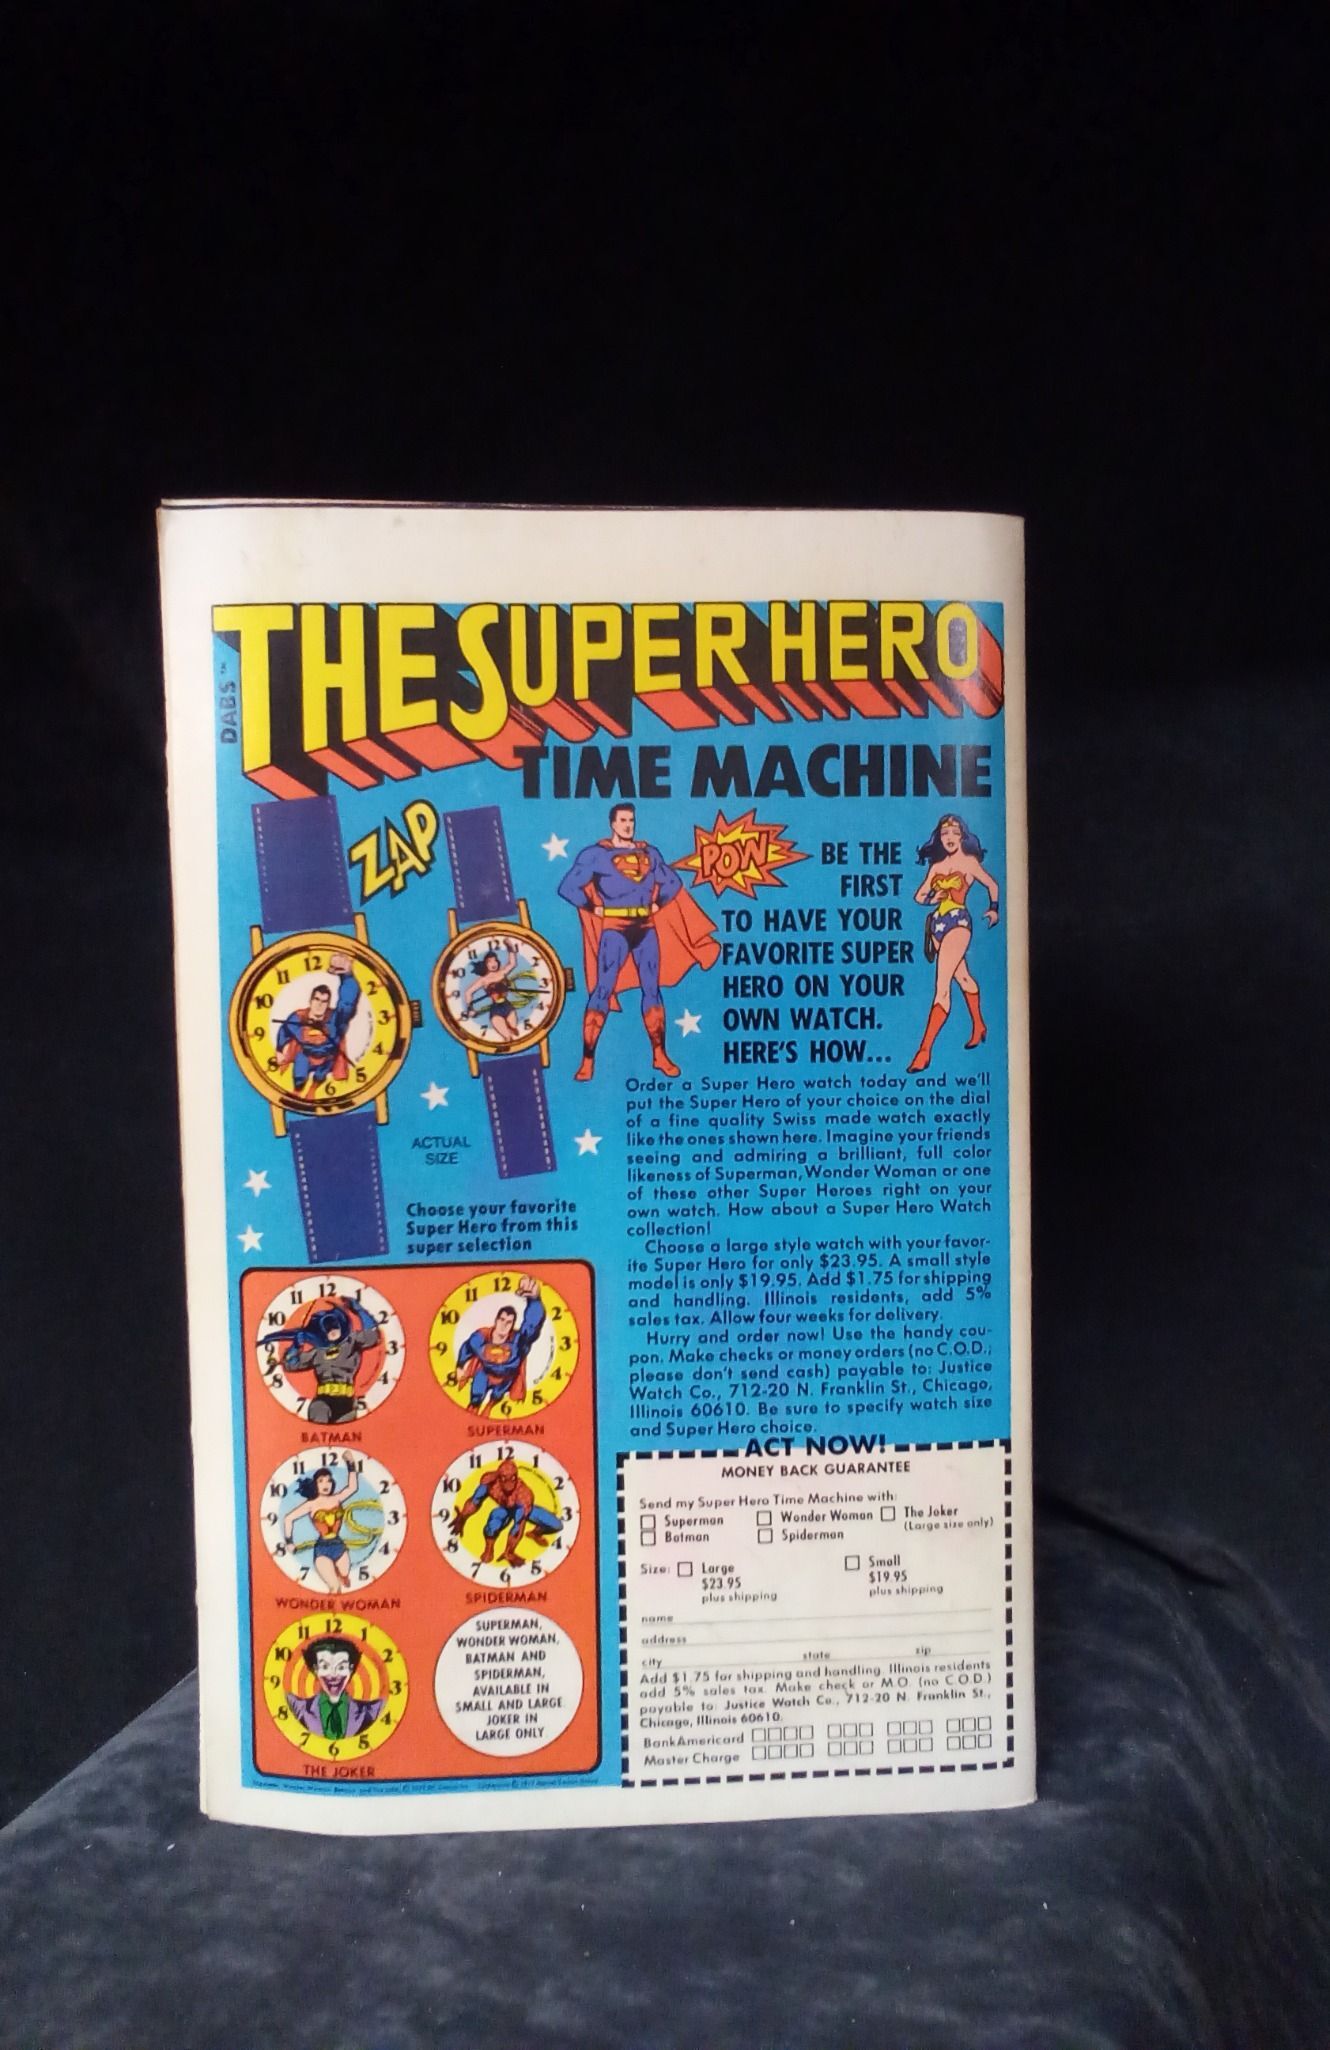 THE SUPER HERO
DABS™
TIME MACHINE
ZAP
POW
BE THE
FIRST
TO HAVE YOUR
FAVORITE SUPER
HERO ON YOUR
OWN WATCH.
HERE'S HOW...
ACTUAL
SIZE
Choose your favorite
Super Hero from this
super selection
Order a Super Hero watch today and we'll
put the Super Hero of your choice on the dial
of a fine quality Swiss made watch exactly
like the ones shown here. Imagine your friends
seeing and admiring a brilliant, full color
likeness of Superman, Wonder Woman or one
of these other Super Heroes right on your
own watch. How about a Super Hero Watch
collection!
Choose a large style watch with your favor-
ite Super Hero for only $23.95. A small style
model is only $19.95. Add $1.75 for shipping
and handling. Illinois residents, add 5%
sales tax. Allow four weeks for delivery.
Hurry and order now! Use the handy cou-
pon. Make checks or money orders (no C.O.D.;
please don't send cash) payable to: Justice
Watch Co., 712-20 N. Franklin St., Chicago,
Illinois 60610. Be sure to specify watch size
and Super Hero choice.
BATMAN
SUPERMAN
WONDER WOMAN
SPIDERMAN
THE JOKER
SUPERMAN,
WONDER WOMAN,
BATMAN AND
SPIDERMAN,
AVAILABLE IN
SMALL AND LARGE
JOKER IN
LARGE ONLY
ACT NOW!
MONEY BACK GUARANTEE
Send my Super Hero Time Machine with:
Superman Wonder Woman The Joker
(Large size only)
Batman Spiderman
Size: Large Small
$23.95 $19.95
plus shipping plus shipping
name
address
city state zip
Add $1.75 for shipping and handling. Illinois residents
add 5% sales tax. Make check or M.O. (no C.O.D.)
payable to: Justice Watch Co., 712-20 N. Franklin St.,
Chicago, Illinois 60610.
BankAmericard
Master Charge